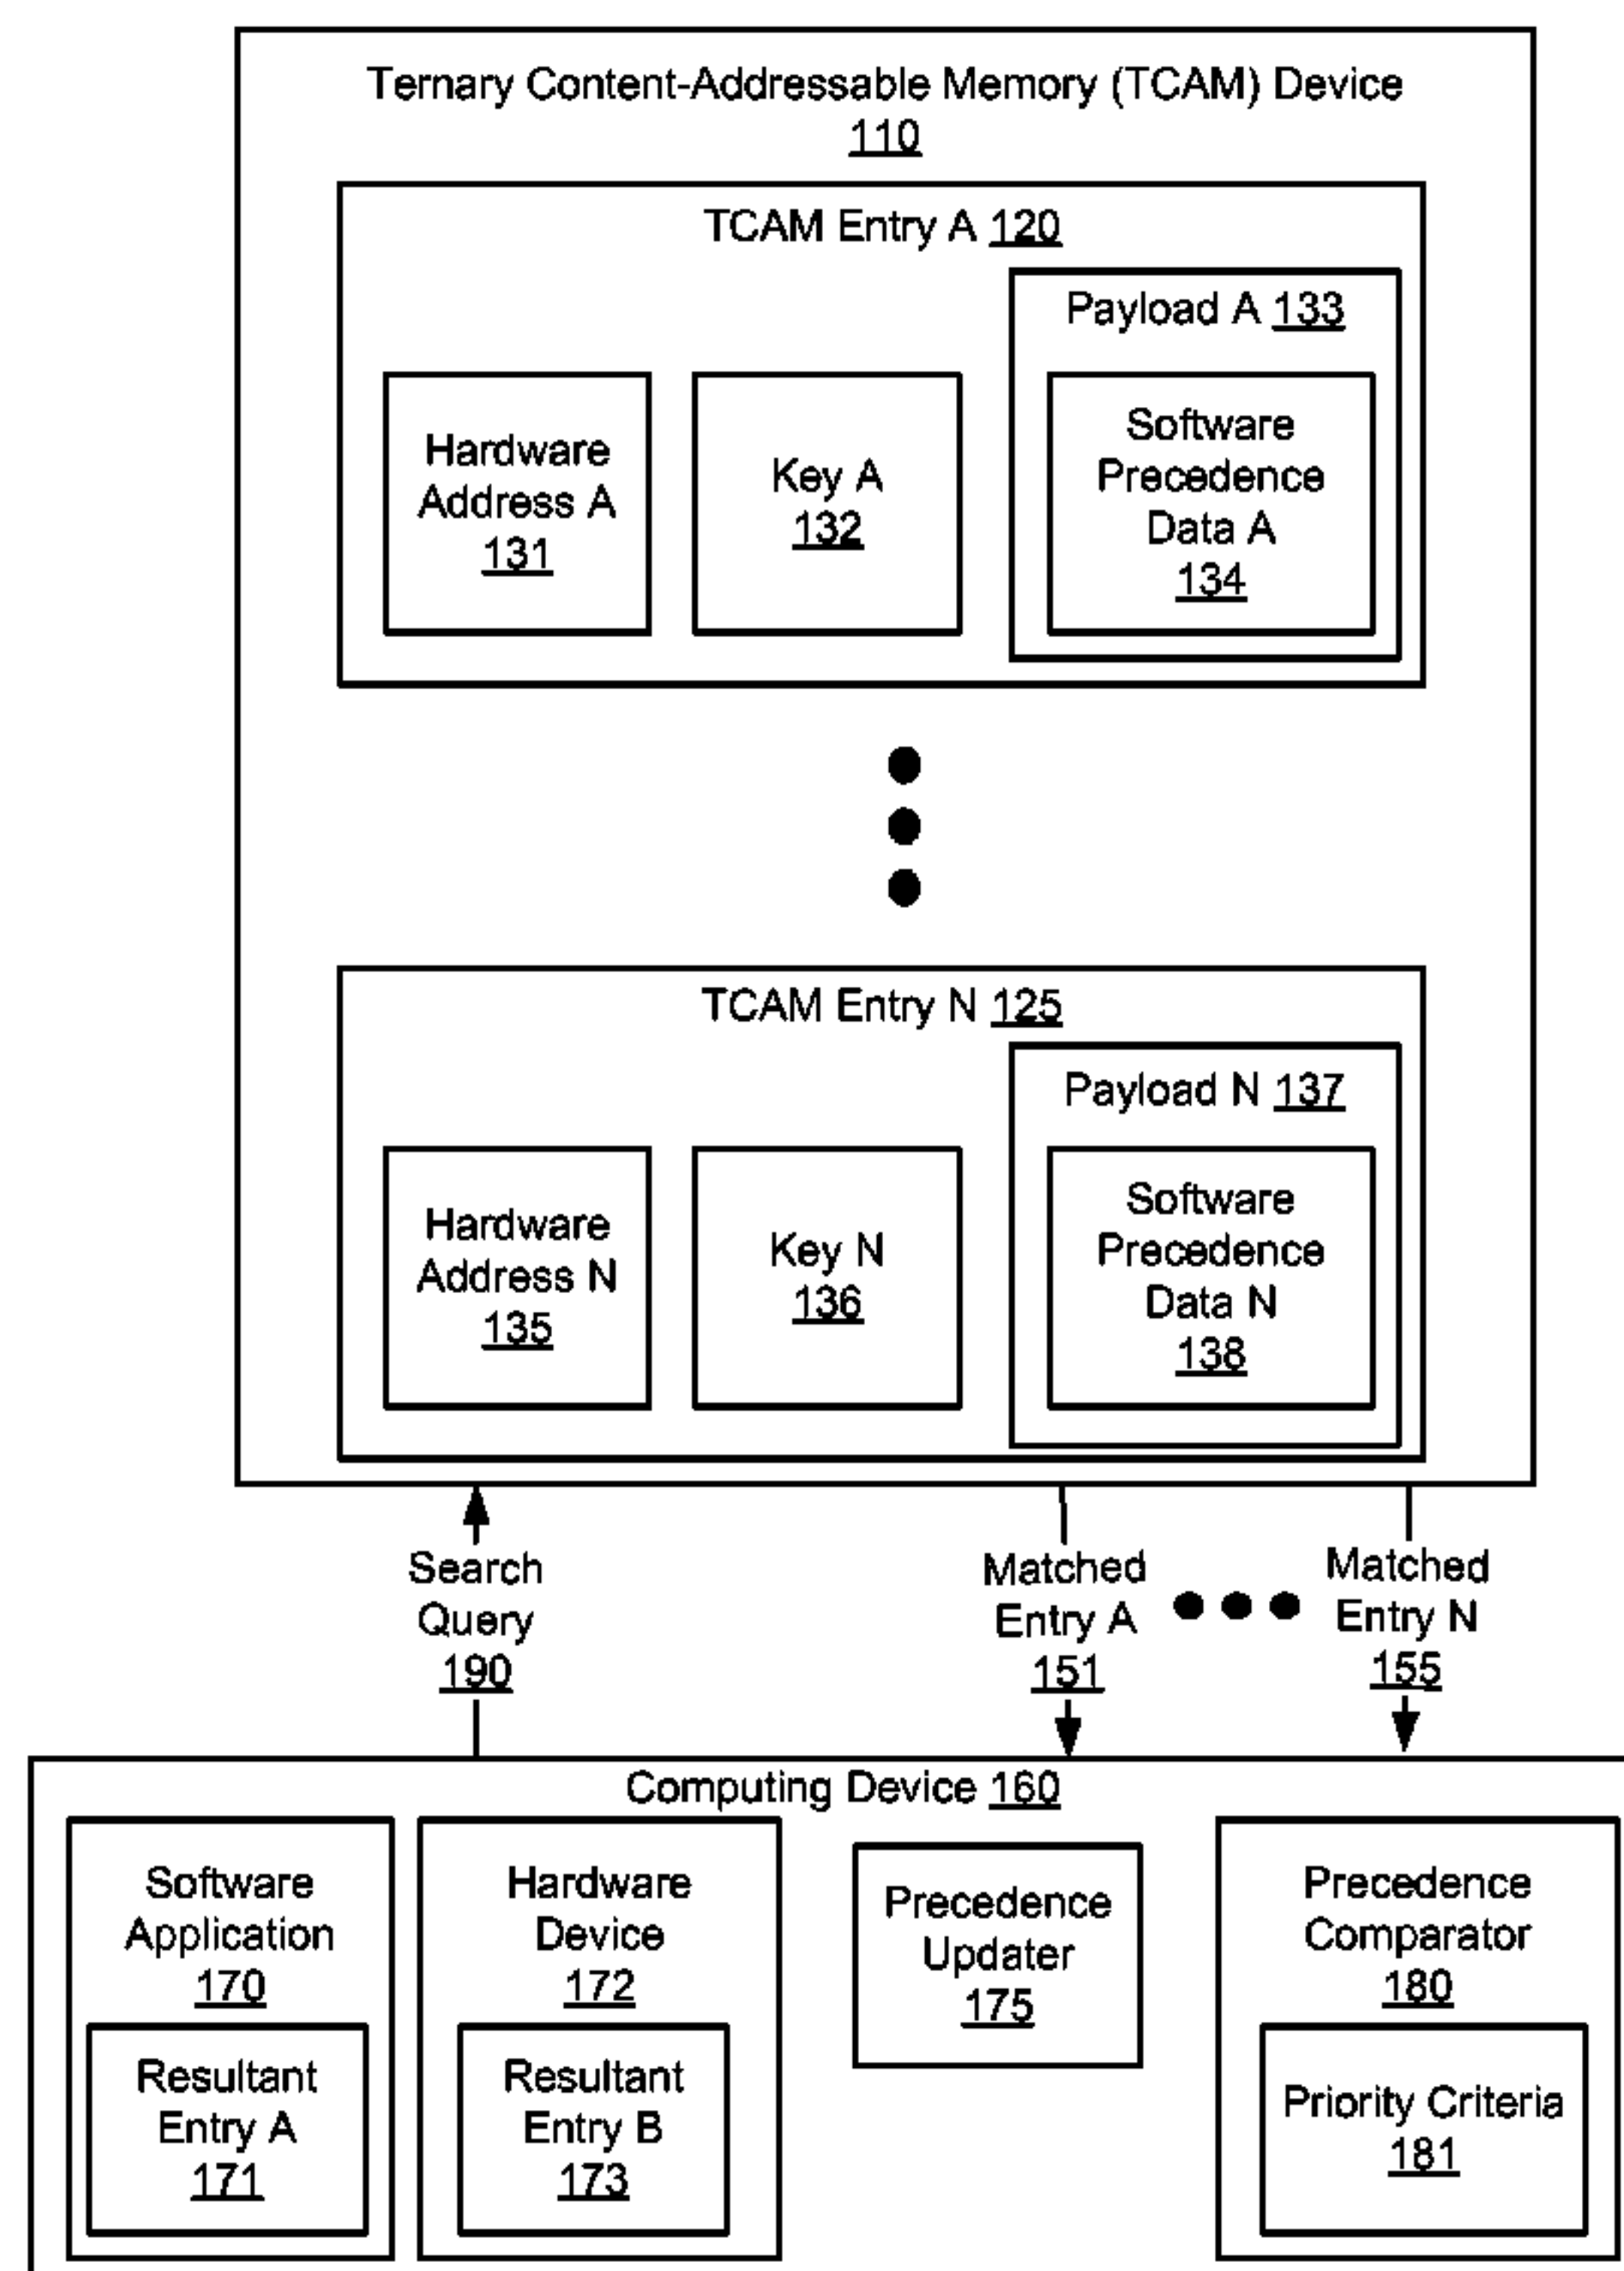 Ternary Content-Addressable Memory (TCAM) Device
110
TCAM Entry A 120
Payload A 133
Hardware
Address A
131
Key A
132
Software
Precedence
Data A
134
TCAM Entry N 125
Payload N 137
Hardware
Address N
135
Key N
136
Software
Precedence
Data N
138
Search
Query
190
Matched
Entry A
151
Matched
Entry N
155
Computing Device 160
Software
Application
170
Resultant
Entry A
171
Hardware
Device
172
Resultant
Entry B
173
Precedence
Updater
175
Precedence
Comparator
180
Priority Criteria
181